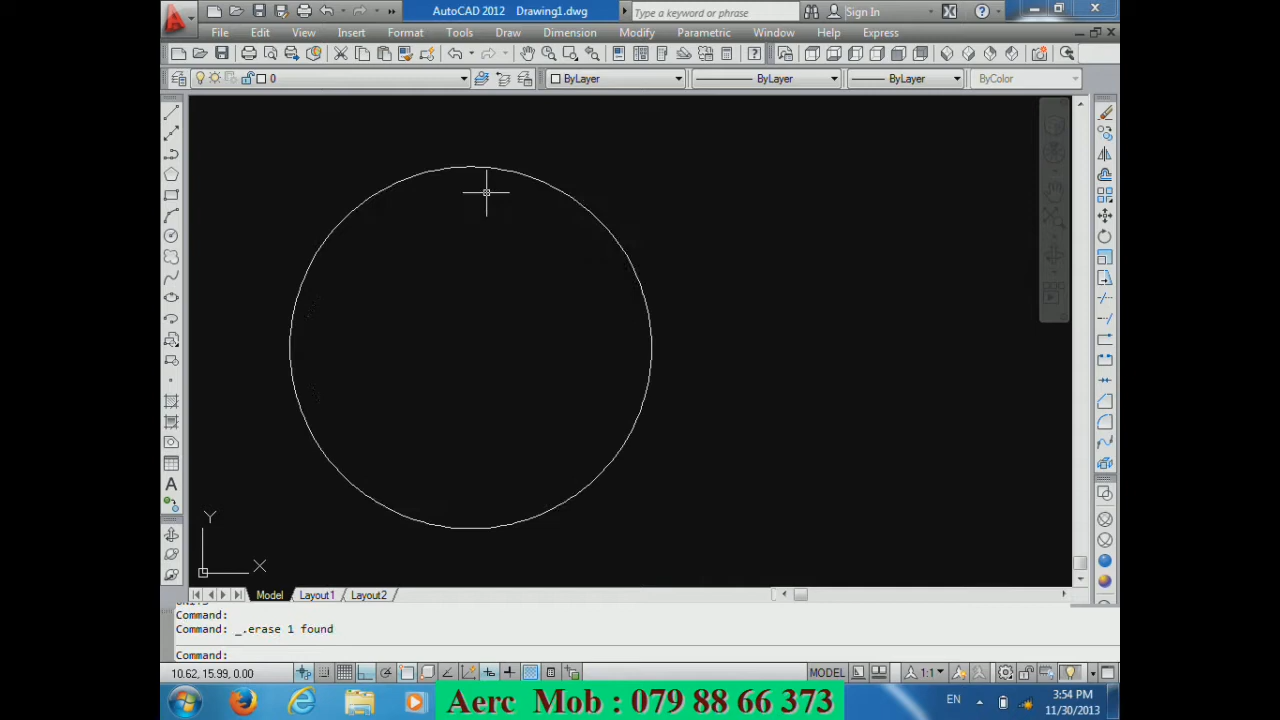 AutoCAD 2012 Drawing1.dwg
Type a keyword or phrase
Sign In
File Edit View Insert Format Tools Draw Dimension Modify Parametric Window Help Express
0
ByLayer
ByLayer
ByLayer
ByColor
A
Y
X
Model Layout1 Layout2
Command:
Command: _.erase 1 found
Command:
10.62, 15.99, 0.00
MODEL
1:1
Aerc Mob : 079 88 66 373
EN
3:54 PM
11/30/2013